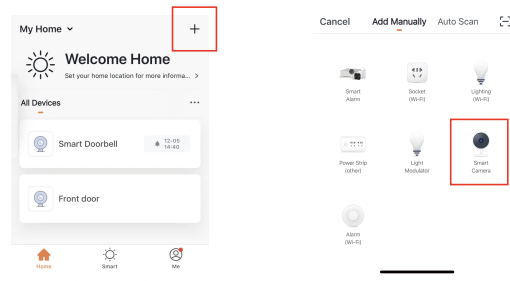 My Home
Welcome Home
Set your home location for more informa...
All Devices
Smart Doorbell
12-05
14:40
Front door
Home
Smart
Me
Cancel
Add Manually
Auto Scan
Smart
Alarm
Socket
(Wi-Fi)
Lighting
(Wi-Fi)
Power Strip
(other)
Light
Modulator
Smart
Camera
Alarm
(Wi-Fi)